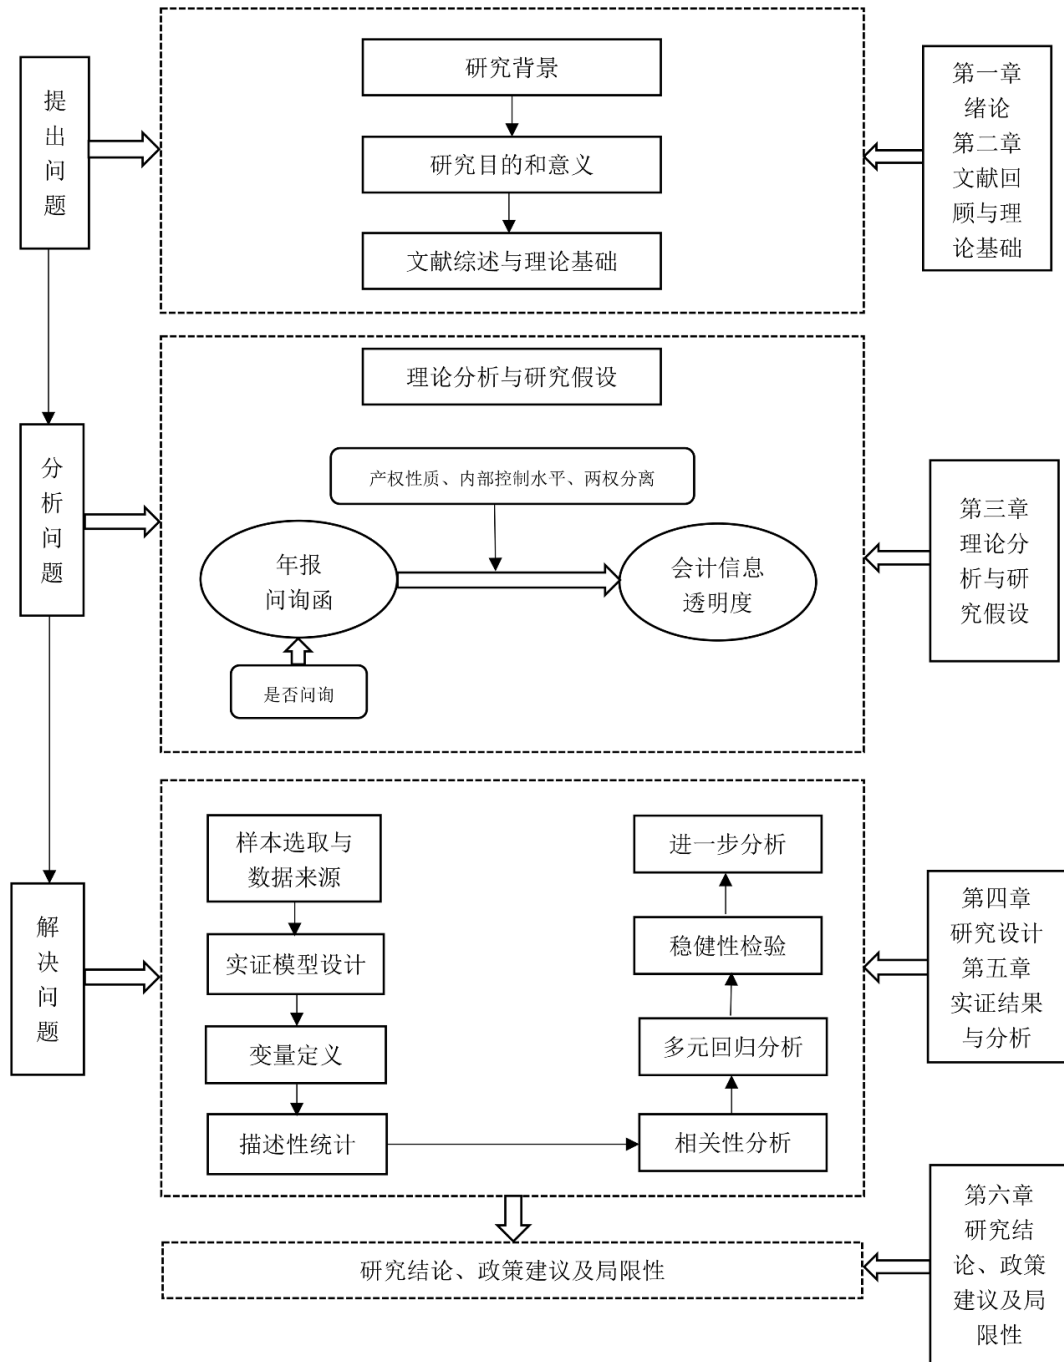 提
出
问
题
研究背景
研究目的和意义
文献综述与理论基础
第一章
绪论
第二章
文献回
顾与理
论基础
分
析
问
题
理论分析与研究假设
产权性质、内部控制水平、两权分离
年报
问询函
会计信息
透明度
是否问询
第三章
理论分
析与研
究假设
解
决
问
题
样本选取与
数据来源
实证模型设计
变量定义
描述性统计
进一步分析
稳健性检验
多元回归分析
相关性分析
第四章
研究设计
第五章
实证结果
与分析
研究结论、政策建议及局限性
第六章
研究结
论、政策
建议及局
限性